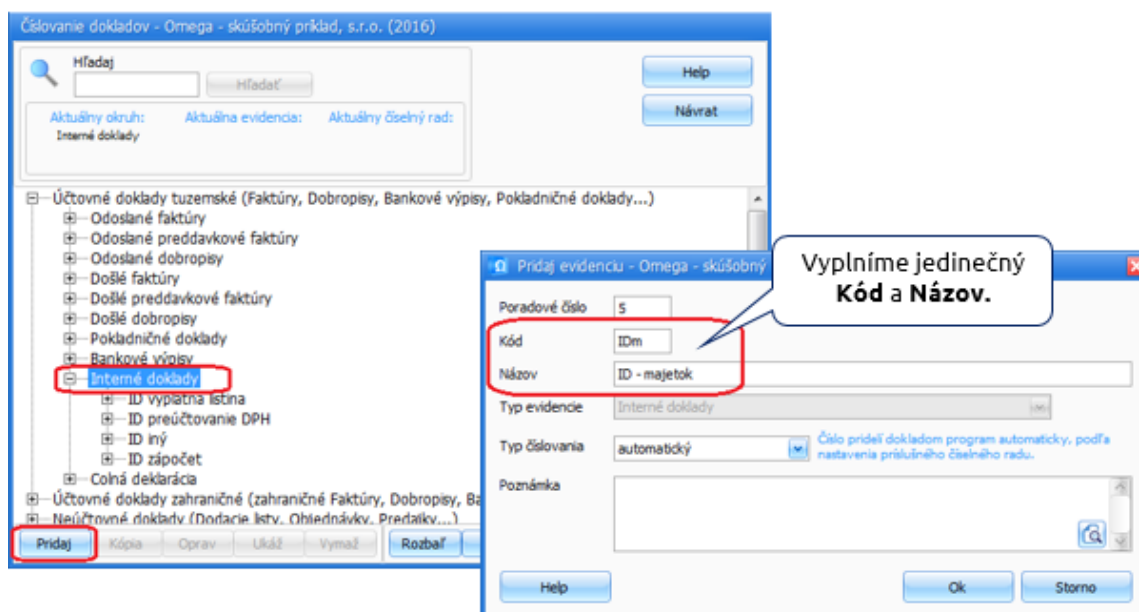 Číslovanie dokladov - Omega - skúšobný príklad, s.r.o. (2016)
Hľadaj
Hľadať
Help
Návrat
Aktuálny okruh: Aktuálna evidencia: Aktuálny číselný rad:
Interné doklady
Účtovné doklady tuzemské (Faktúry, Dobropisy, Bankové výpisy, Pokladničné doklady...)
Odoslané faktúry
Odoslané preddavkové faktúry
Odoslané dobropisy
Došlé faktúry
Došlé preddavkové faktúry
Došlé dobropisy
Pokladničné doklady
Bankové výpisy
Interné doklady
ID výplatná listina
ID preúčtovanie DPH
ID iný
ID zápočet
Colná deklarácia
Účtovné doklady zahraničné (zahraničné Faktúry, Dobropisy, Ba
Neúčtovné doklady (Dodacie listy, Objednávky, Predajky...)
Pridaj Kópia Oprav Ukáž Vymaž Rozbaľ
Pridaj evidenciu - Omega - skúšobný
Vyplníme jedinečný
Kód a Názov.
Poradové číslo 5
Kód IDm
Názov ID - majetok
Typ evidencie Interné doklady
Typ číslovania automatický
Číslo pridelí dokladom program automaticky, podľa
nastavenia príslušného číselného radu.
Poznámka
Help Ok Storno